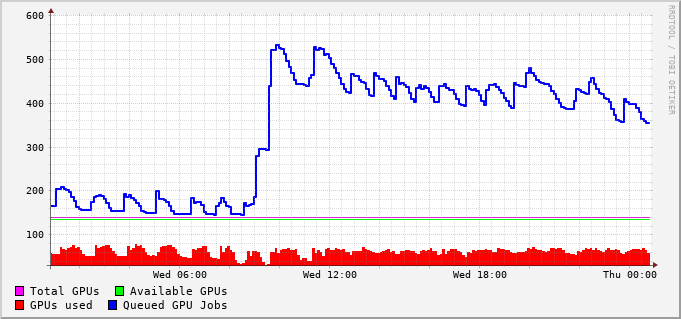 600
500
400
300
200
100
Wed 06:00 Wed 12:00 Wed 18:00 Thu 00:00
Total GPUs Available GPUs
GPUs used Queued GPU Jobs
RRDTOOL / TOBI OETIKER